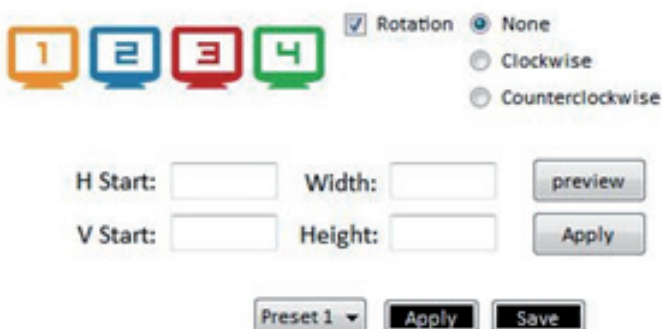 1 2 3 4
Rotation None
Clockwise
Counterclockwise
H Start: Width: preview
V Start: Height: Apply
Preset 1 Apply Save